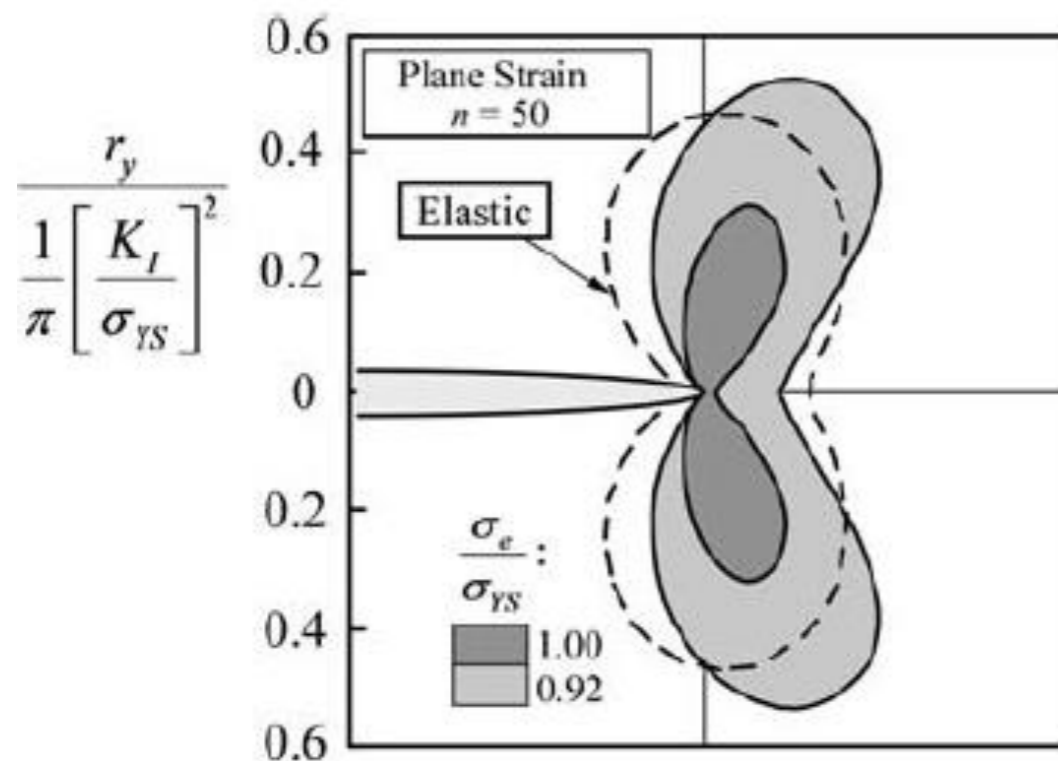 0.6
Plane Strain
n = 50
0.4
Elastic
r_y
1/π [K_I/σ_YS]^2
0.2
0
0.2
σ_e/σ_YS :
0.4
1.00
0.92
0.6